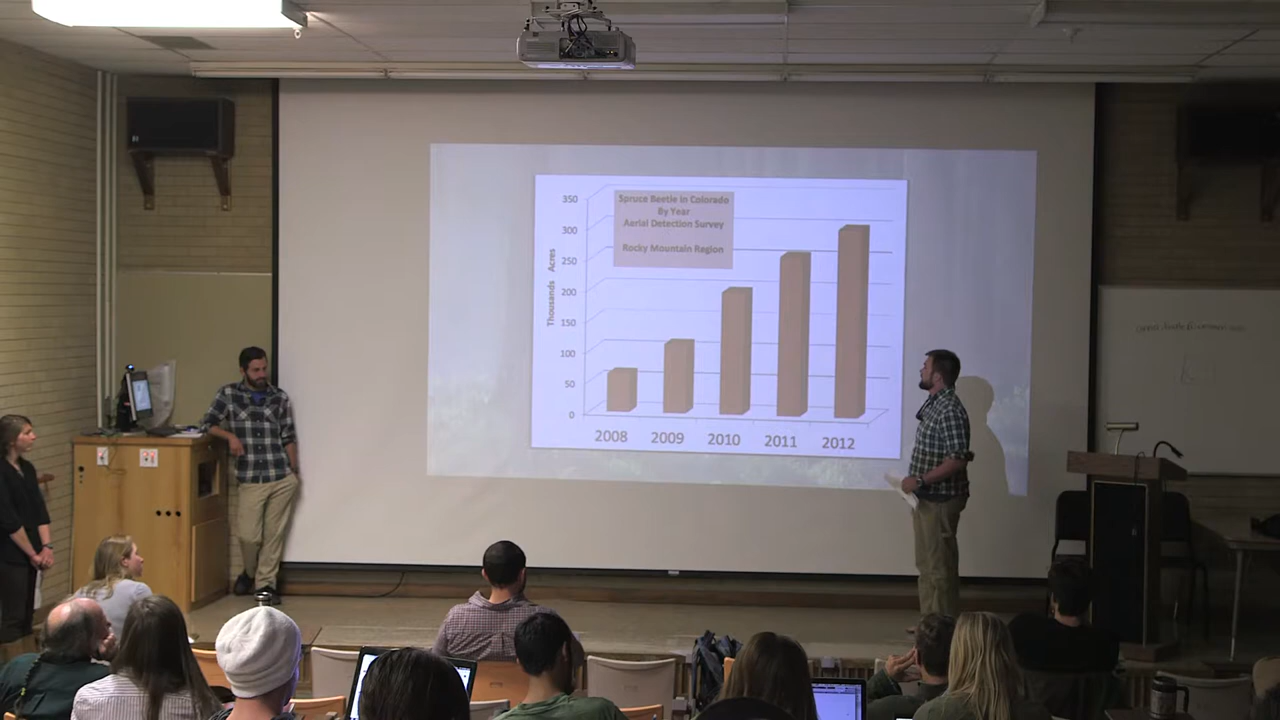 Spruce Beetle in Colorado
By Year
Aerial Detection Survey
Rocky Mountain Region
Thousands Acres
350
300
250
200
150
100
50
0
2008 2009 2010 2011 2012